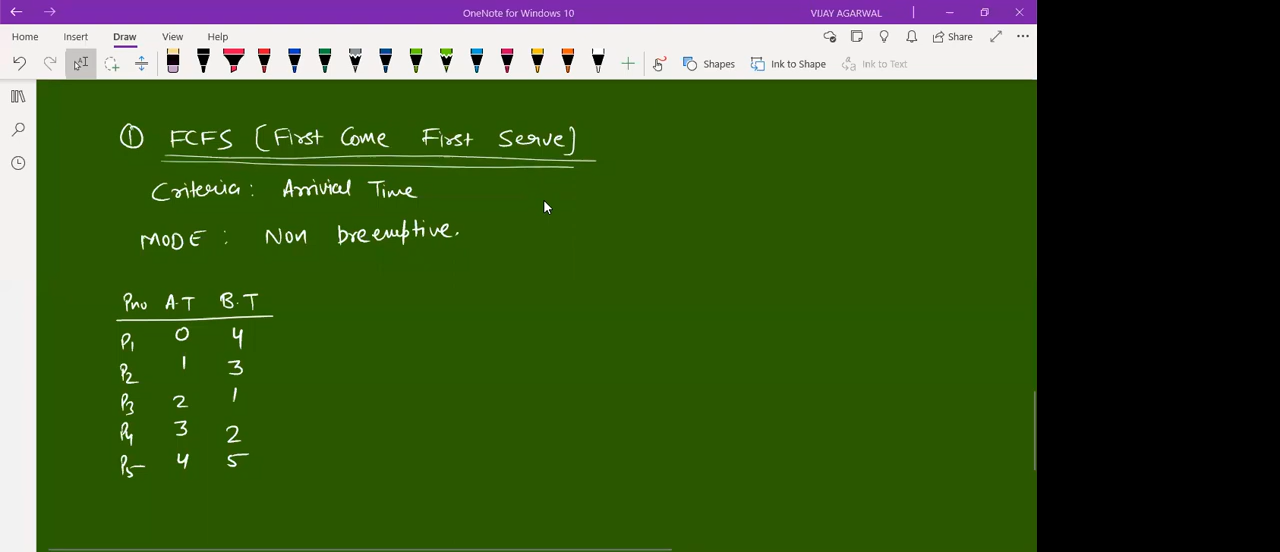 OneNote for Windows 10
VIJAY AGARWAL
Home Insert Draw View Help
Share
Shapes Ink to Shape Ink to Text
① FCFS [First Come First Serve]
Criteria: Arrivial Time
MODE: Non preemptive.
Pno A.T B.T
P1 0 4
P2 1 3
P3 2 1
P4 3 2
P5 4 5